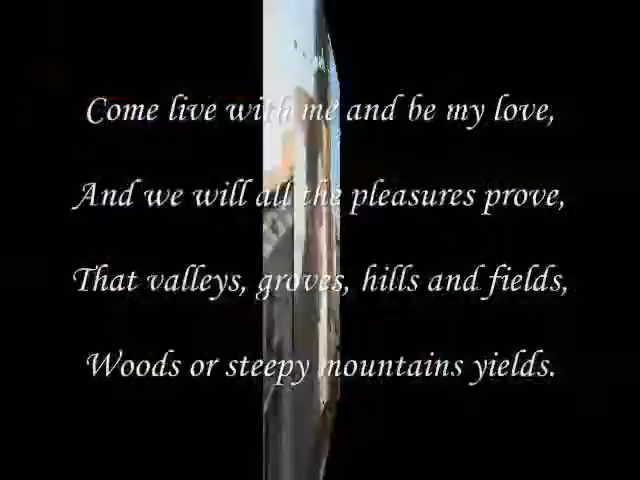 Come live with me and be my love,
And we will all the pleasures prove,
That valleys, groves, hills and fields,
Woods or steepy mountains yields.